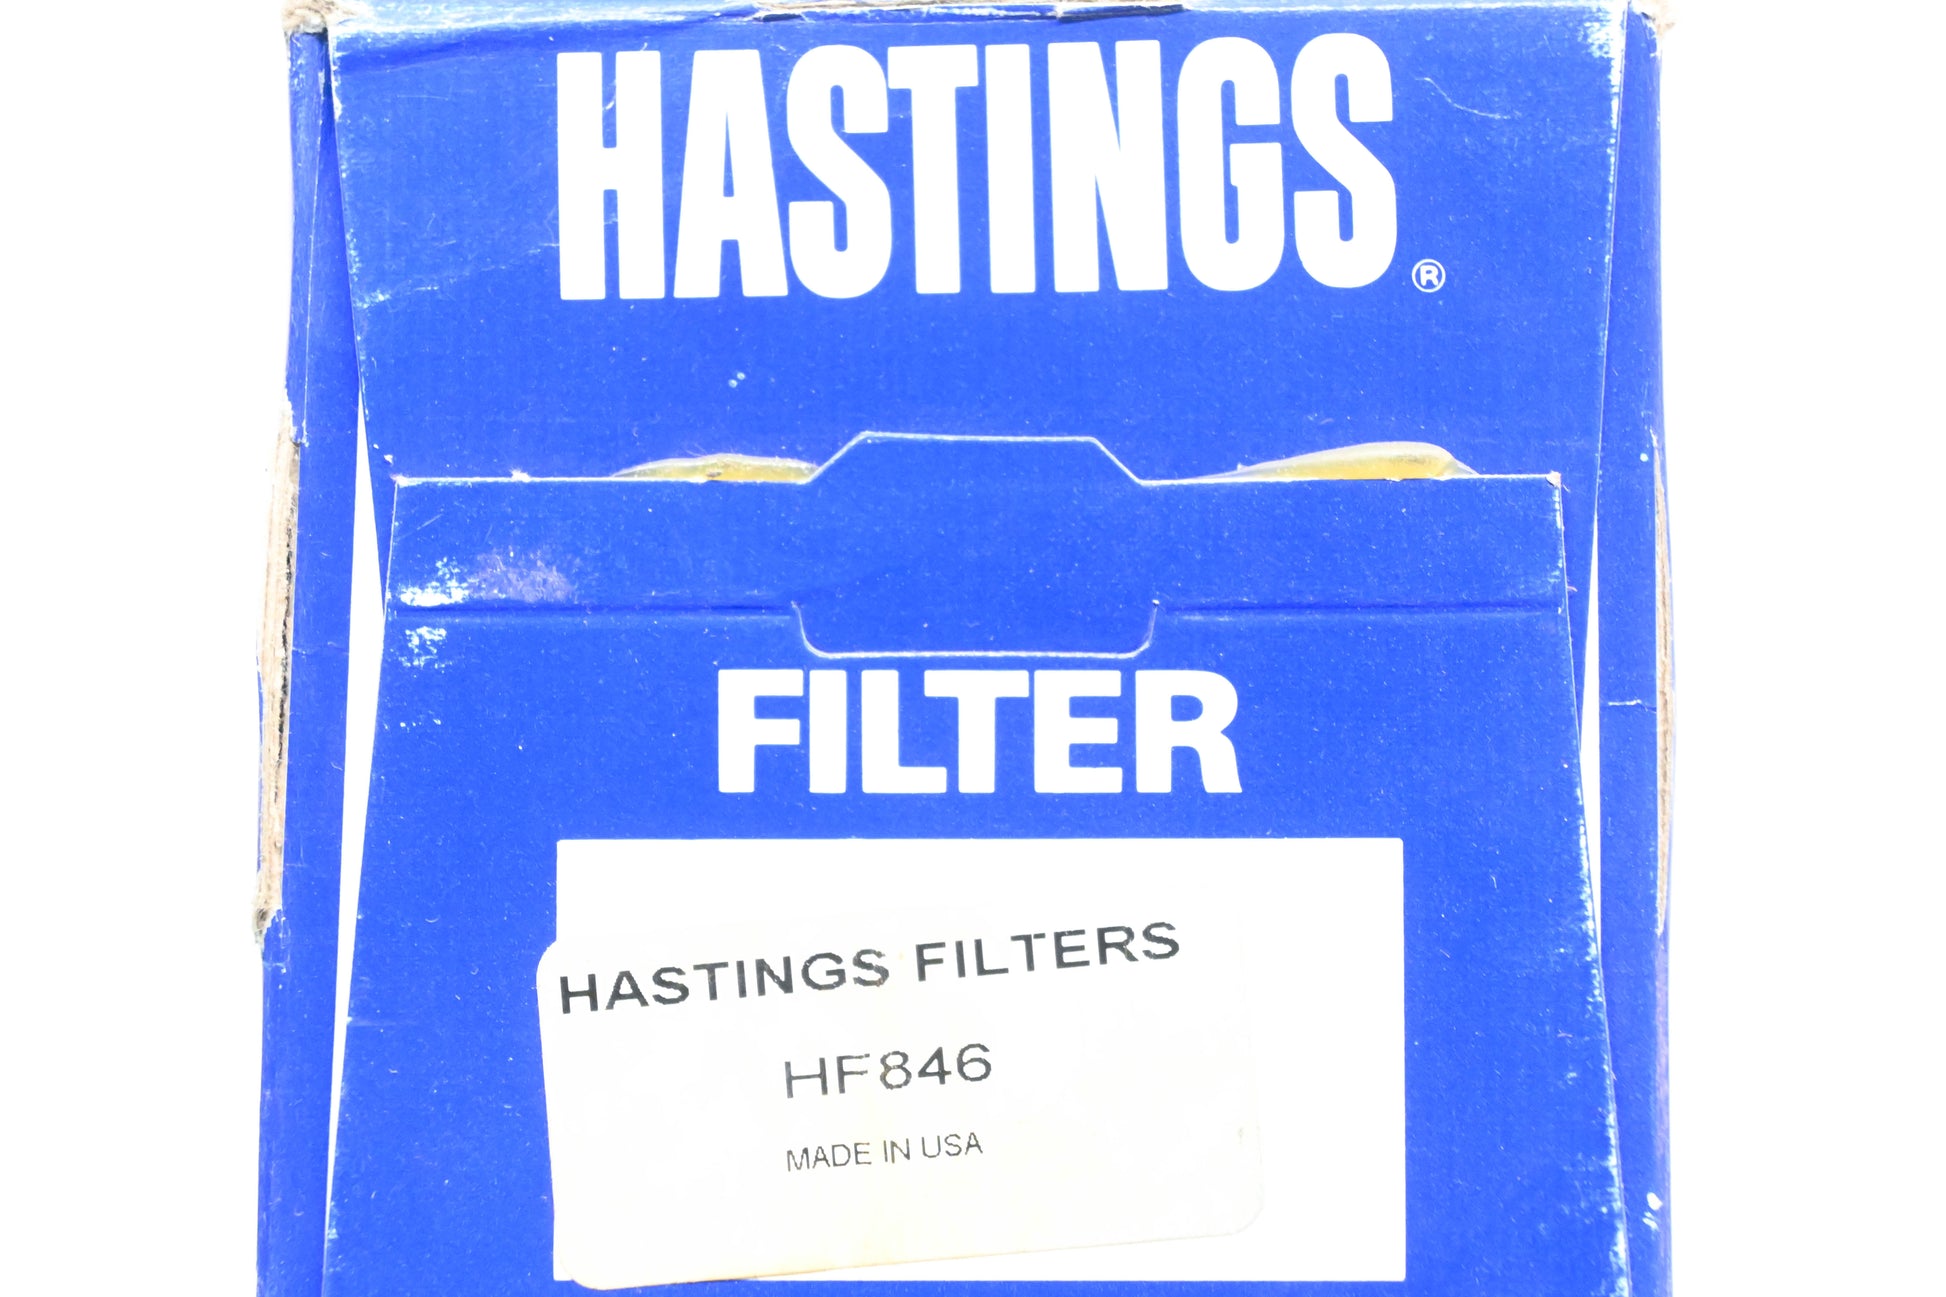 HASTINGS®
FILTER
HASTINGS FILTERS
HF846
MADE IN USA